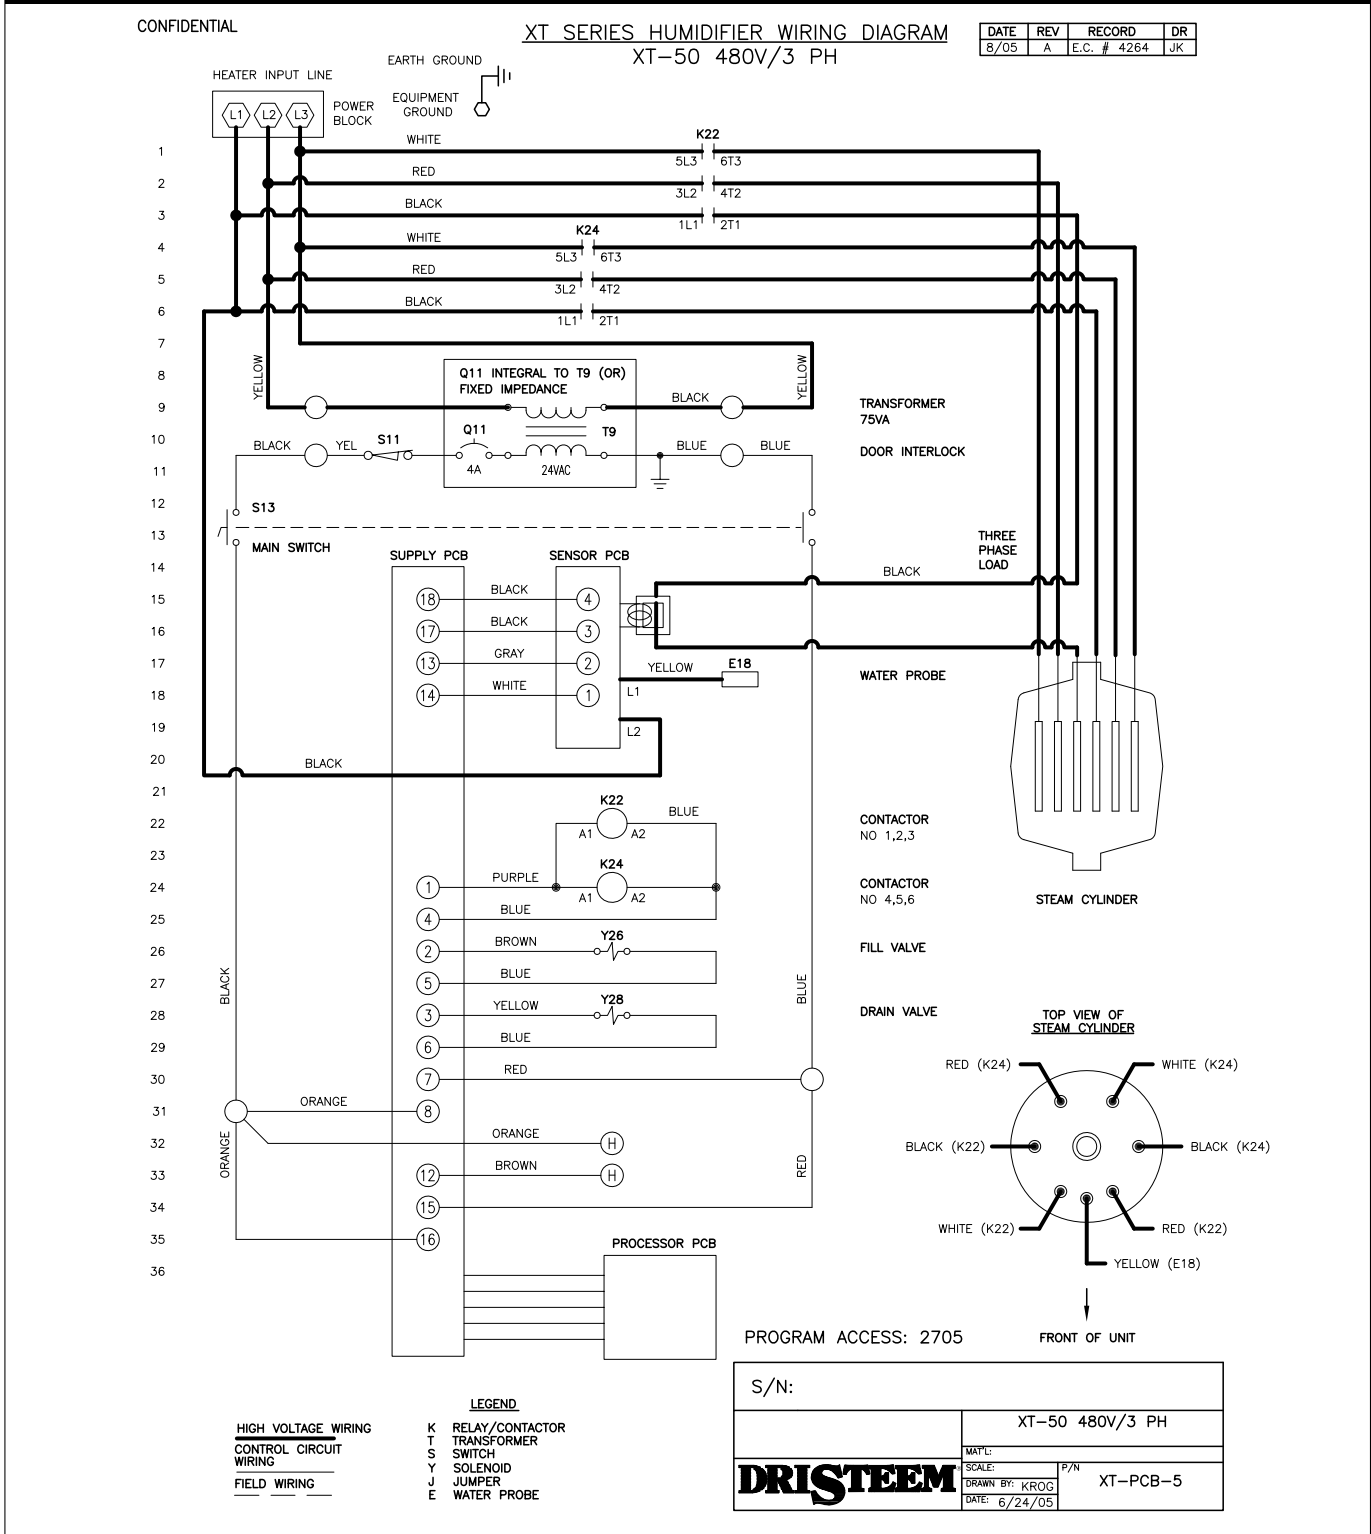 CONFIDENTIAL
XT SERIES HUMIDIFIER WIRING DIAGRAM
XT-50 480V/3 PH
DATE REV RECORD DR
8/05 A E.C. # 4264 JK
EARTH GROUND
HEATER INPUT LINE
EQUIPMENT GROUND
L1 L2 L3
POWER BLOCK
1 WHITE K22
5L3 6T3
2 RED
3L2 4T2
3 BLACK
1L1 2T1
4 WHITE K24
5L3 6T3
5 RED
3L2 4T2
6 BLACK
1L1 2T1
7
8 YELLOW Q11 INTEGRAL TO T9 (OR) YELLOW
FIXED IMPEDANCE
9 BLACK TRANSFORMER
75VA
10 BLACK YEL S11 Q11 T9 BLUE BLUE DOOR INTERLOCK
11 4A 24VAC
12 S13
13 MAIN SWITCH THREE PHASE LOAD
SUPPLY PCB SENSOR PCB
14 BLACK
15 18 BLACK 4
16 17 BLACK 3
17 13 GRAY 2 YELLOW E18 WATER PROBE
18 14 WHITE 1 L1
19 L2
20 BLACK
21 K22
22 A1 A2 BLUE CONTACTOR
NO 1,2,3
23 K24
24 1 PURPLE A1 A2 CONTACTOR
NO 4,5,6
STEAM CYLINDER
25 4 BLUE
26 2 BROWN Y26 FILL VALVE
27 BLACK 5 BLUE BLUE
28 3 YELLOW Y28 DRAIN VALVE
29 6 BLUE
30 7 RED
31 ORANGE 8
32 ORANGE ORANGE H RED
33 12 BROWN H
34 15
35 16 PROCESSOR PCB
36
TOP VIEW OF
STEAM CYLINDER
RED (K24) WHITE (K24)
BLACK (K22) BLACK (K24)
WHITE (K22) RED (K22)
YELLOW (E18)
FRONT OF UNIT
PROGRAM ACCESS: 2705
S/N:
XT-50 480V/3 PH
MAT'L:
SCALE: P/N
DRAWN BY: KROG XT-PCB-5
DATE: 6/24/05
DRISTEEM®
LEGEND
HIGH VOLTAGE WIRING
CONTROL CIRCUIT
WIRING
FIELD WIRING
K RELAY/CONTACTOR
T TRANSFORMER
S SWITCH
Y SOLENOID
J JUMPER
E WATER PROBE